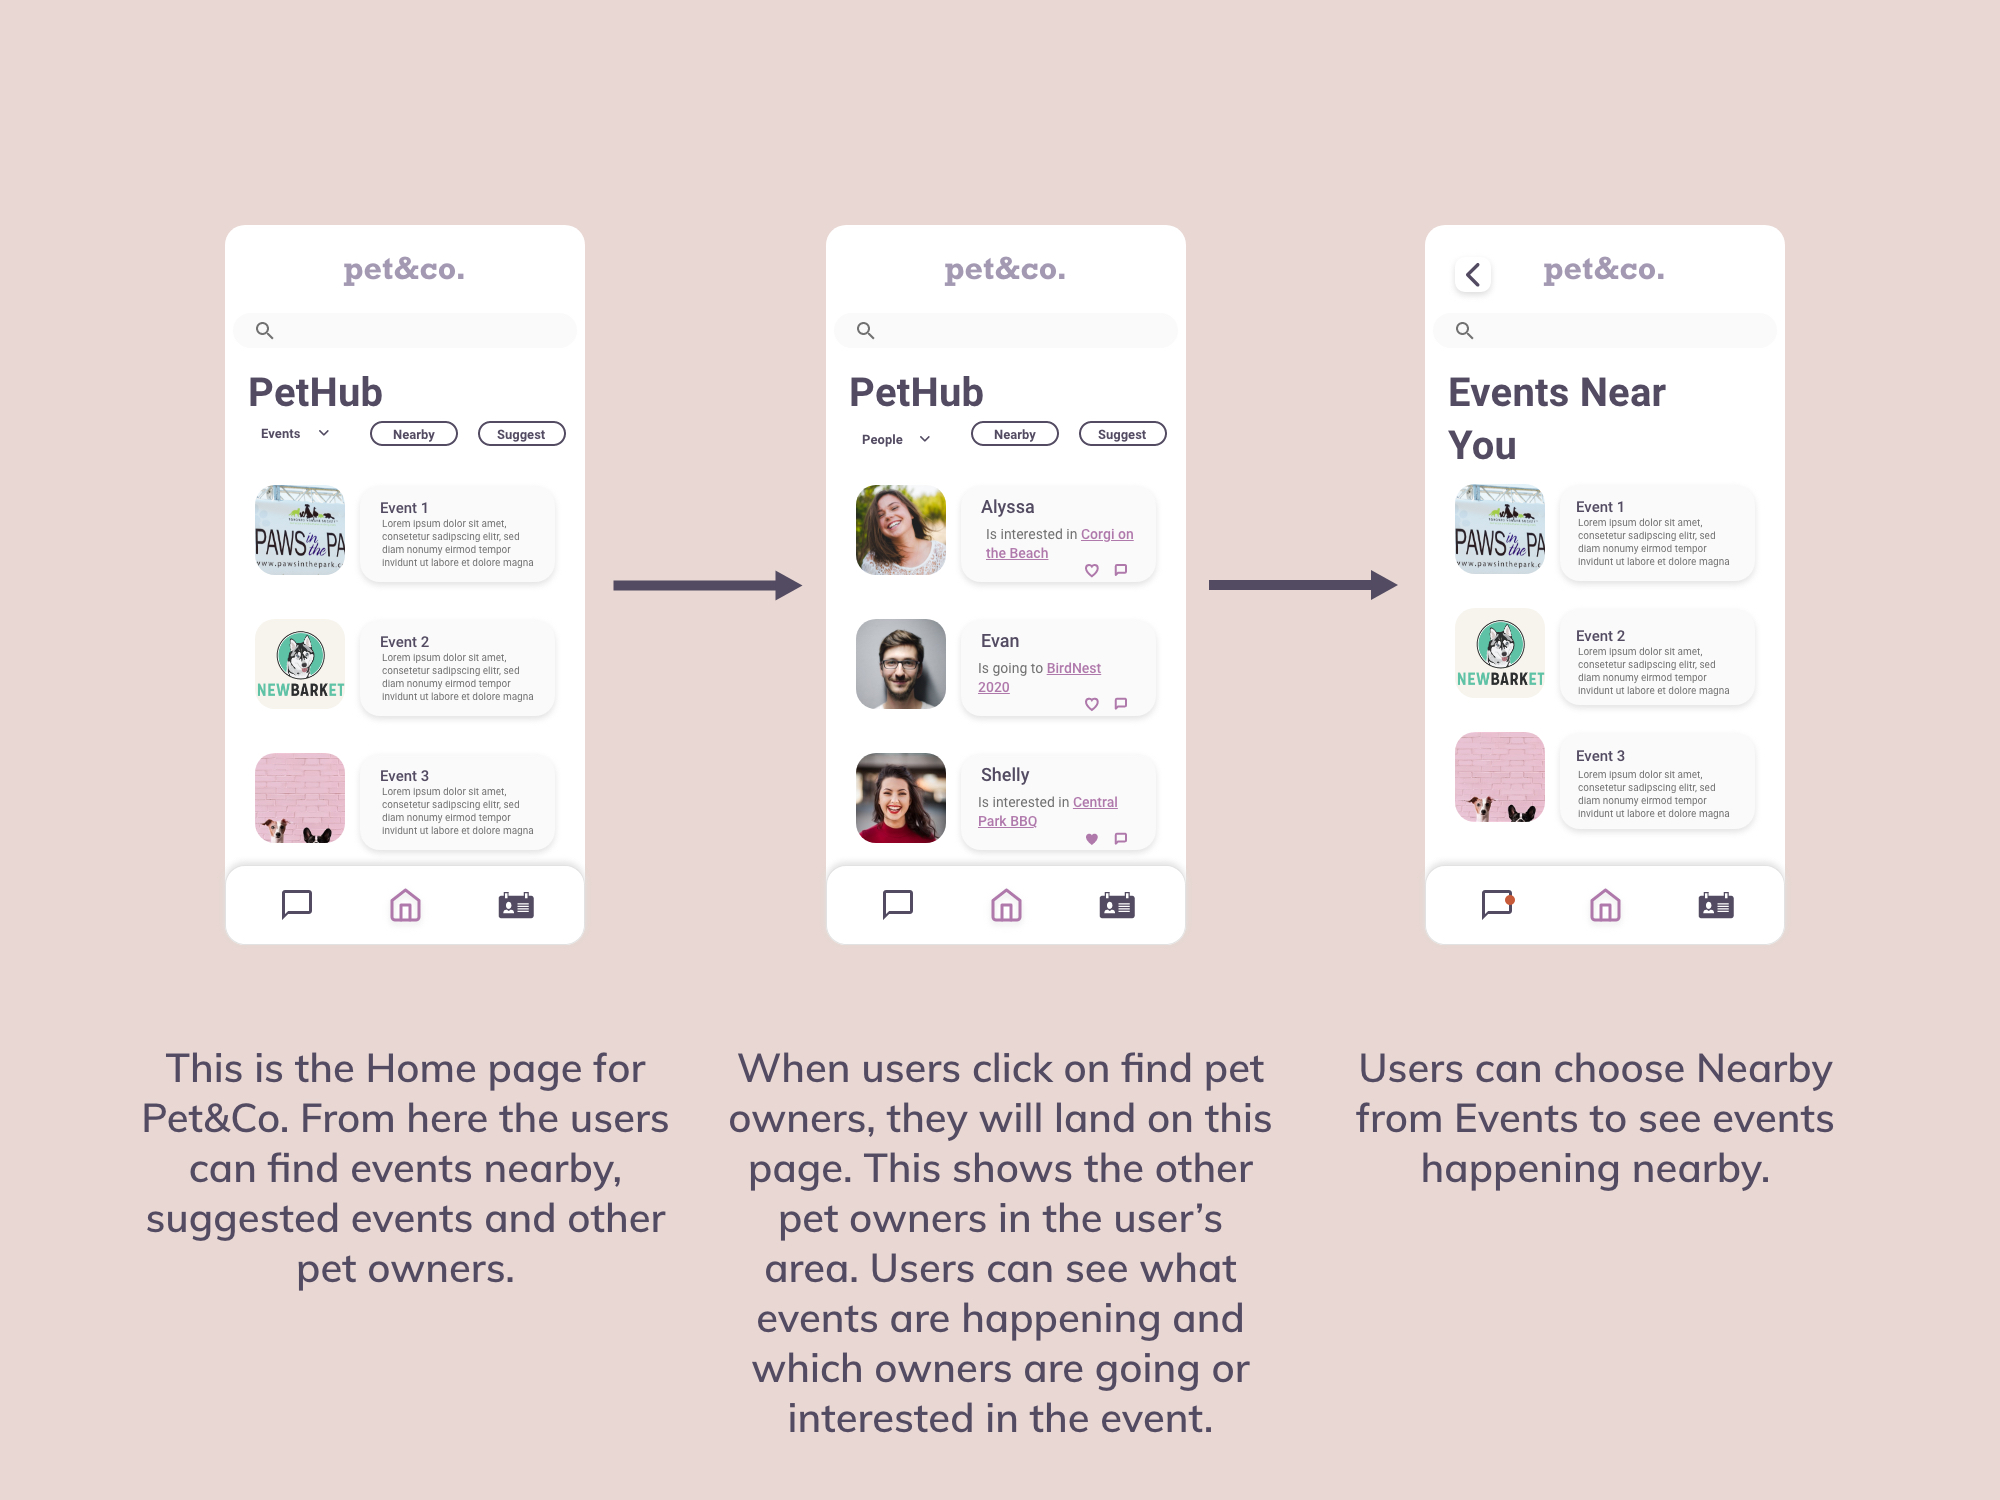 pet&co.
PetHub
Events
Nearby
Suggest
PAWS in the PA
www.pawsinthepark.c
Event 1
Lorem ipsum dolor sit amet,
consetetur sadipscing elitr, sed
diam nonumy eirmod tempor
invidunt ut labore et dolore magna
NEWBARKET
Event 2
Lorem ipsum dolor sit amet,
consetetur sadipscing elitr, sed
diam nonumy eirmod tempor
invidunt ut labore et dolore magna
Event 3
Lorem ipsum dolor sit amet,
consetetur sadipscing elitr, sed
diam nonumy eirmod tempor
invidunt ut labore et dolore magna
pet&co.
PetHub
People
Nearby
Suggest
Alyssa
Is interested in Corgi on
the Beach
Evan
Is going to BirdNest
2020
Shelly
Is interested in Central
Park BBQ
pet&co.
Events Near
You
PAWS in the PA
www.pawsinthepark.c
Event 1
Lorem ipsum dolor sit amet,
consetetur sadipscing elitr, sed
diam nonumy eirmod tempor
invidunt ut labore et dolore magna
NEWBARKET
Event 2
Lorem ipsum dolor sit amet,
consetetur sadipscing elitr, sed
diam nonumy eirmod tempor
invidunt ut labore et dolore magna
Event 3
Lorem ipsum dolor sit amet,
consetetur sadipscing elitr, sed
diam nonumy eirmod tempor
invidunt ut labore et dolore magna
This is the Home page for
Pet&Co. From here the users
can find events nearby,
suggested events and other
pet owners.
When users click on find pet
owners, they will land on this
page. This shows the other
pet owners in the user’s
area. Users can see what
events are happening and
which owners are going or
interested in the event.
Users can choose Nearby
from Events to see events
happening nearby.